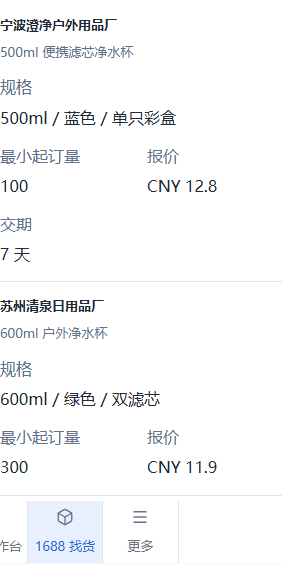 宁波澄净户外用品厂
500ml 便携滤芯净水杯
规格
500ml / 蓝色 / 单只彩盒
最小起订量 报价
100 CNY 12.8
交期
7 天
苏州清泉日用品厂
600ml 户外净水杯
规格
600ml / 绿色 / 双滤芯
最小起订量 报价
300 CNY 11.9
作台 1688 找货 更多